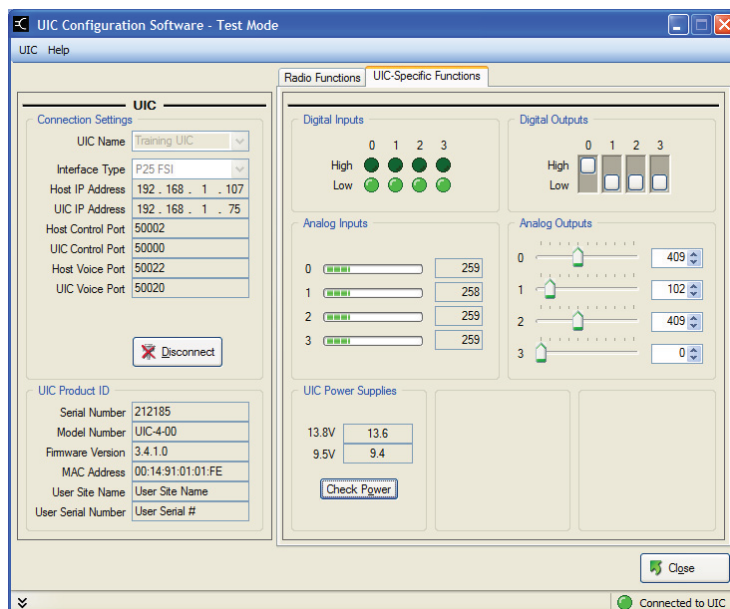 UIC Configuration Software - Test Mode
UIC Help
Radio Functions UIC-Specific Functions
UIC
Connection Settings
UIC Name Training UIC
Interface Type P25 FSI
Host IP Address 192 . 168 . 1 . 107
UIC IP Address 192 . 168 . 1 . 75
Host Control Port 50002
UIC Control Port 50000
Host Voice Port 50022
UIC Voice Port 50020
Disconnect
UIC Product ID
Serial Number 212185
Model Number UIC-4-00
Firmware Version 3.4.1.0
MAC Address 00:14:91:01:01:FE
User Site Name User Site Name
User Serial Number User Serial #
Digital Inputs
0 1 2 3
High
Low
Digital Outputs
0 1 2 3
High
Low
Analog Inputs
0 259
1 258
2 259
3 259
Analog Outputs
0 409
1 102
2 409
3 0
UIC Power Supplies
13.8V 13.6
9.5V 9.4
Check Power
Close
Connected to UIC